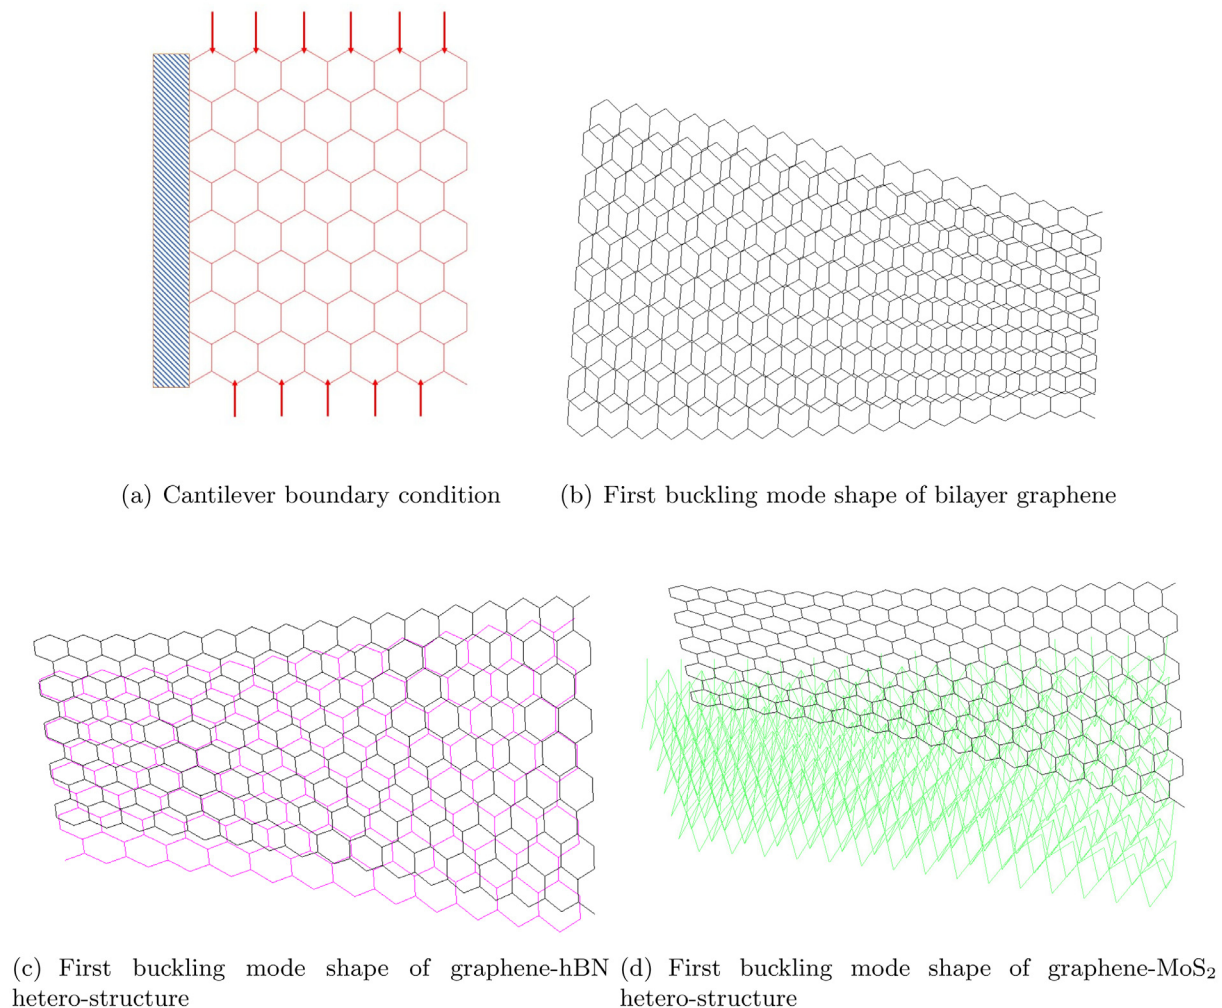 (a) Cantilever boundary condition
(b) First buckling mode shape of bilayer graphene
(c) First buckling mode shape of graphene-hBN
hetero-structure
(d) First buckling mode shape of graphene-MoS₂
hetero-structure